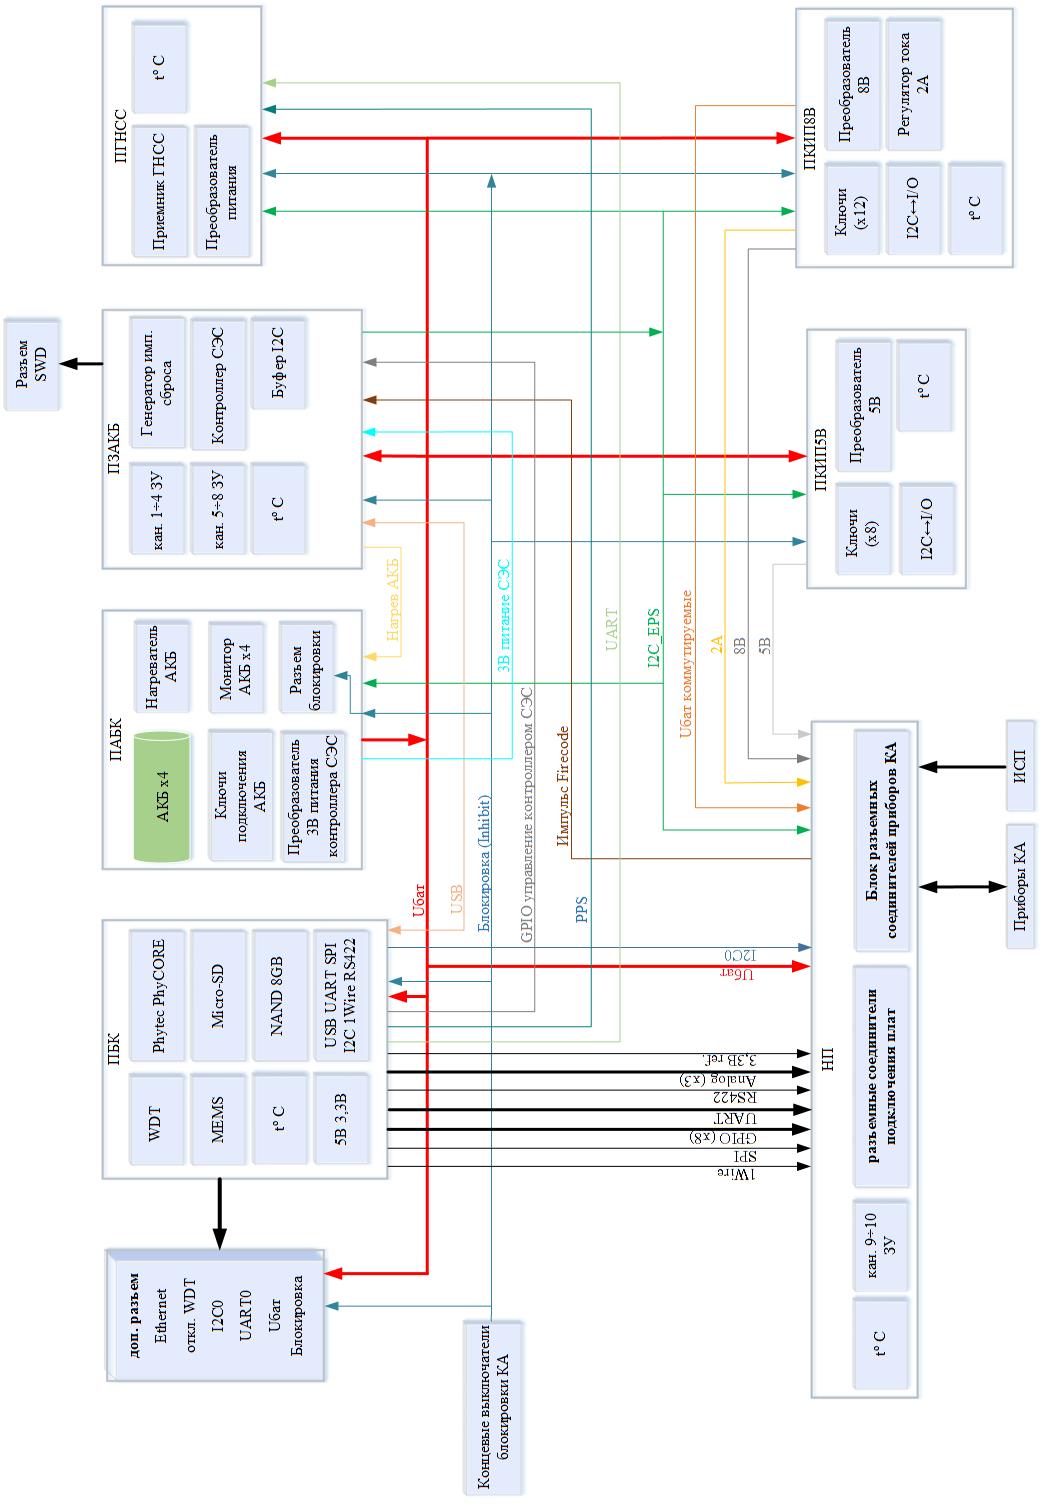 доп. разъем
Ethernet
откл. WDT
I2C0
UART0
Uбат
Блокировка
ПБК
WDT
Phytec PhyCORE
MEMS
Micro-SD
t° C
NAND 8GB
5В 3,3В
USB UART SPI
I2C 1Wire RS422
ПАБК
АКБ x4
Нагреватель
АКБ
Ключи
подключения
АКБ
Монитор
АКБ x4
Преобразователь
3В питания
контроллера СЭС
Разъем
блокировки
ПЗАКБ
кан. 1÷4 ЗУ
Генератор имп.
сброса
кан. 5÷8 ЗУ
Контроллер СЭС
t° C
Буфер I2C
Разъем
SWD
ПГНСС
Приемник ГНСС
t° C
Преобразователь
питания
Нагрев АКБ
Uбат
USB
Блокировка (Inhibit)
3В питание СЭС
GPIO управление контроллером СЭС
Импульс Firecode
PPS
UART
I2C_EPS
Uбат коммутируемые
2А
8В
5В
Концевые выключатели
блокировки КА
1Wire
SPI
GPIO (x8)
UART
RS422
Analog (x3)
3,3В ref.
Uбат
I2C0
НП
t° C
кан. 9÷10
ЗУ
разъемные соединители
подключения плат
Блок разъемных
соединителей приборов КА
Приборы КА
ИСП
ПКИП5В
Ключи
(x8)
Преобразователь
5В
I2C↔I/O
t° C
ПКИП8В
Ключи
(x12)
Преобразователь
8В
I2C↔I/O
Регулятор тока
2А
t° C